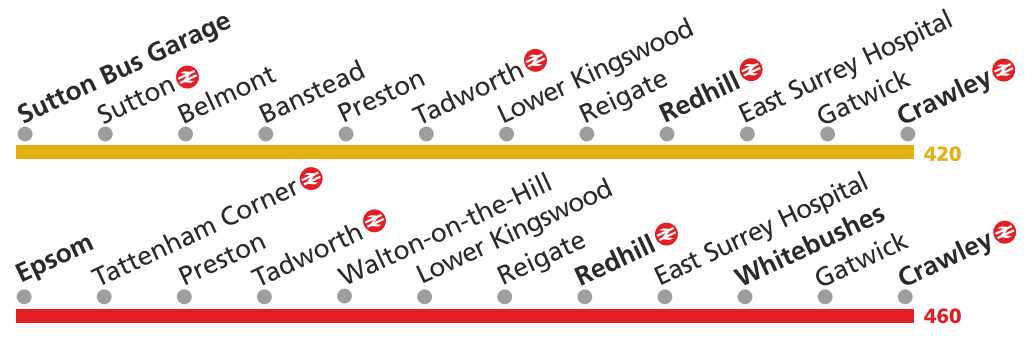 Sutton Bus Garage
Sutton
Belmont
Banstead
Preston
Tadworth
Lower Kingswood
Reigate
Redhill
East Surrey Hospital
Gatwick
Crawley
420
Epsom
Tattenham Corner
Preston
Tadworth
Walton-on-the-Hill
Lower Kingswood
Reigate
Redhill
East Surrey Hospital
Whitebushes
Gatwick
Crawley
460